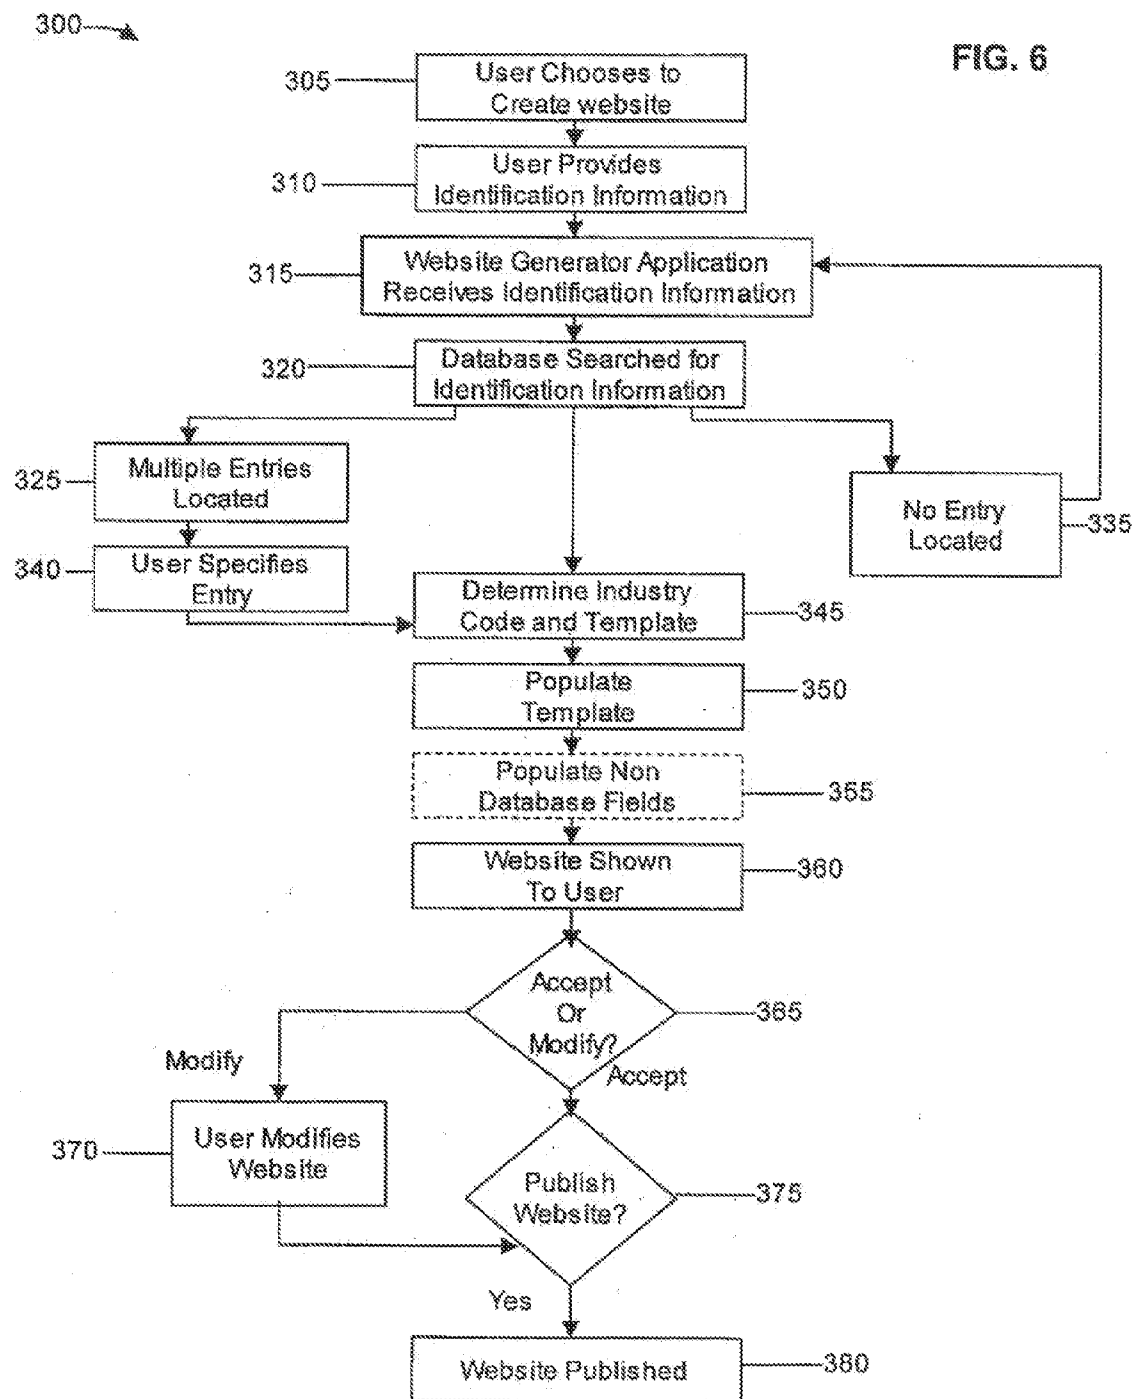 300
FIG. 6
305
User Chooses to
Create website
310
User Provides
Identification Information
315
Website Generator Application
Receives Identification Information
320
Database Searched for
Identification Information
325
Multiple Entries
Located
No Entry
Located
335
340
User Specifies
Entry
Determine Industry
Code and Template
345
Populate
Template
350
Populate Non
Database Fields
355
Website Shown
To User
360
Accept
Or
Modify?
365
Modify
Accept
370
User Modifies
Website
Publish
Website?
375
Yes
Website Published
380